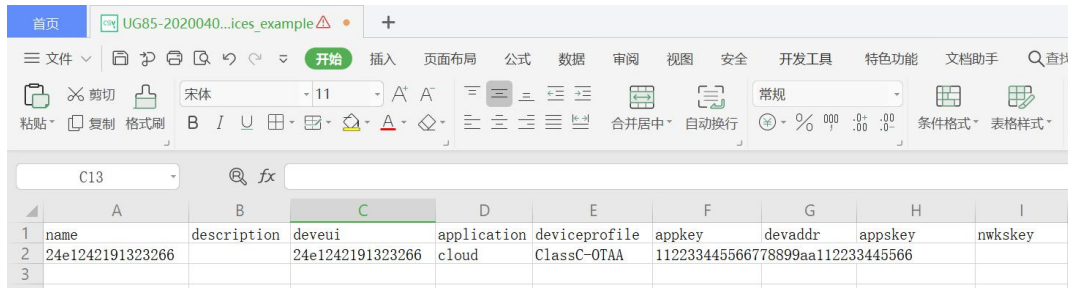 首页 UG85-2020040...ices_example
文件 开始 插入 页面布局 公式 数据 审阅 视图 安全 开发工具 特色功能 文档助手 查找
剪切 宋体 11 A+ A- 常规
粘贴 复制 格式刷 B I U A 合并居中 自动换行 % 000 .0 .00 .00 .0 条件格式 表格样式
C13 fx
A B C D E F G H I
1 name description deveui application deviceprofile appkey devaddr appskey nwkskey
2 24e1242191323266 24e1242191323266 cloud ClassC-OTAA 112233445566778899aa112233445566
3